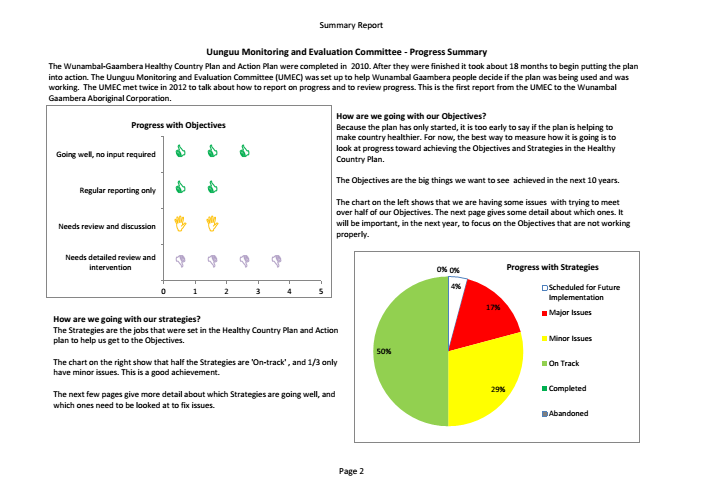 Summary Report
Uunguu Monitoring and Evaluation Committee - Progress Summary
The Wunambal-Gaambera Healthy Country Plan and Action Plan were completed in  2010. After they were finished it took about 18 months to begin putting the plan
into action. The Uunguu Monitoring and Evaluation Committee (UMEC) was set up to help Wunambal Gaambera people decide if the plan was being used and was
working.  The UMEC met twice in 2012 to talk about how to report on progress and to review progress. This is the first report from the UMEC to the Wunambal
Gaambera Aboriginal Corporation.
Progress with Objectives
Going well, no input required
Regular reporting only
Needs review and discussion
Needs detailed review and
intervention
0 1 2 3 4 5
How are we going with our Objectives?
Because the plan has only started, it is too early to say if the plan is helping to
make country healthier. For now, the best way to measure how it is going is to
look at progress toward achieving the Objectives and Strategies in the Healthy
Country Plan.
The Objectives are the big things we want to see  achieved in the next 10 years.
The chart on the left shows that we are having some issues  with trying to meet
over half of our Objectives. The next page gives some detail about which ones. It
will be important, in the next year, to focus on the Objectives that are not working
properly.
How are we going with our strategies?
The Strategies are the jobs that were set in the Healthy Country Plan and Action
plan to help us get to the Objectives.
The chart on the right show that half the Strategies are 'On-track' , and 1/3 only
have minor issues. This is a good achievement.
The next few pages give more detail about which Strategies are going well, and
which ones need to be looked at to fix issues.
Progress with Strategies
0% 0%
4%
17%
29%
50%
Scheduled for Future
Implementation
Major Issues
Minor Issues
On Track
Completed
Abandoned
Page 2